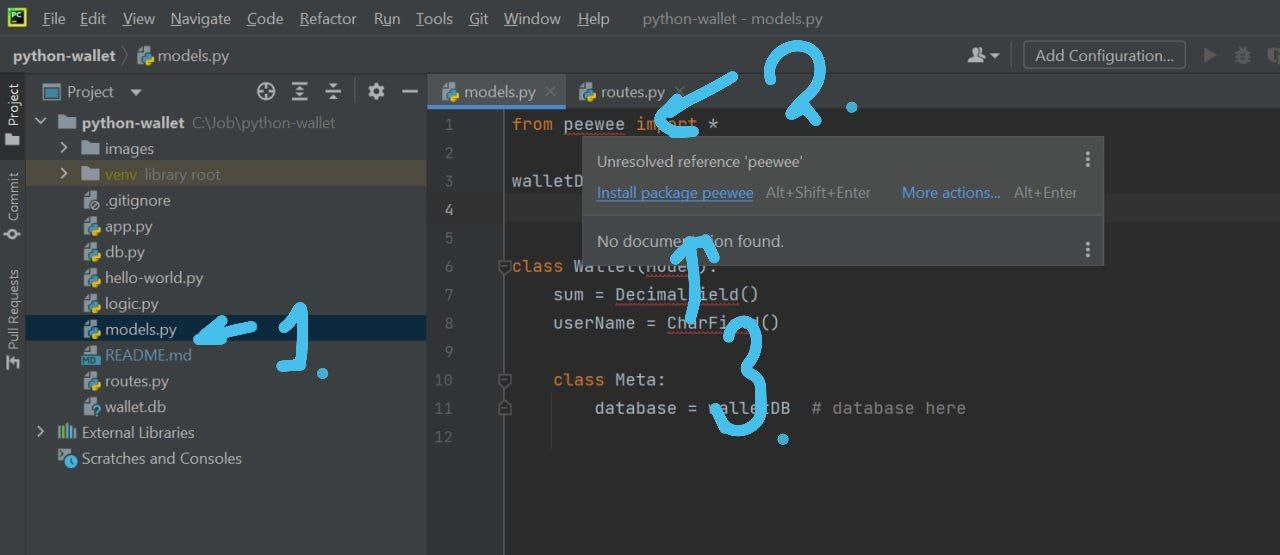 PC File Edit View Navigate Code Refactor Run Tools Git Window Help python-wallet - models.py
python-wallet models.py Add Configuration...
Project
Commit
Pull Requests
Project
python-wallet C:\Job\python-wallet
images
venv library root
.gitignore
app.py
db.py
hello-world.py
logic.py
models.py
MD README.md
routes.py
wallet.db
External Libraries
Scratches and Consoles
1.
models.py routes.py
2.
1 from peewee import *
2
Unresolved reference 'peewee'
3 walletD
Install package peewee Alt+Shift+Enter More actions... Alt+Enter
4
5
No documentation found.
6 class Wallet(Model):
7 sum = DecimalField()
8 userName = CharField()
9
3.
10 class Meta:
11 database = walletDB # database here
12